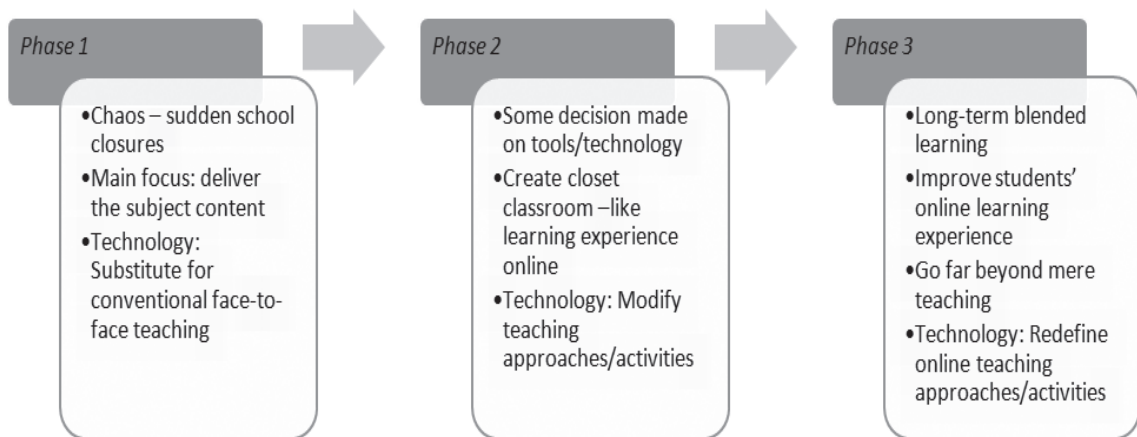 Phase 1
•Chaos – sudden school
closures
•Main focus: deliver
the subject content
•Technology:
Substitute for
conventional face-to-
face teaching
Phase 2
•Some decision made
on tools/technology
•Create closet
classroom –like
learning experience
online
•Technology: Modify
teaching
approaches/activities
Phase 3
•Long-term blended
learning
•Improve students’
online learning
experience
•Go far beyond mere
teaching
•Technology: Redefine
online teaching
approaches/activities